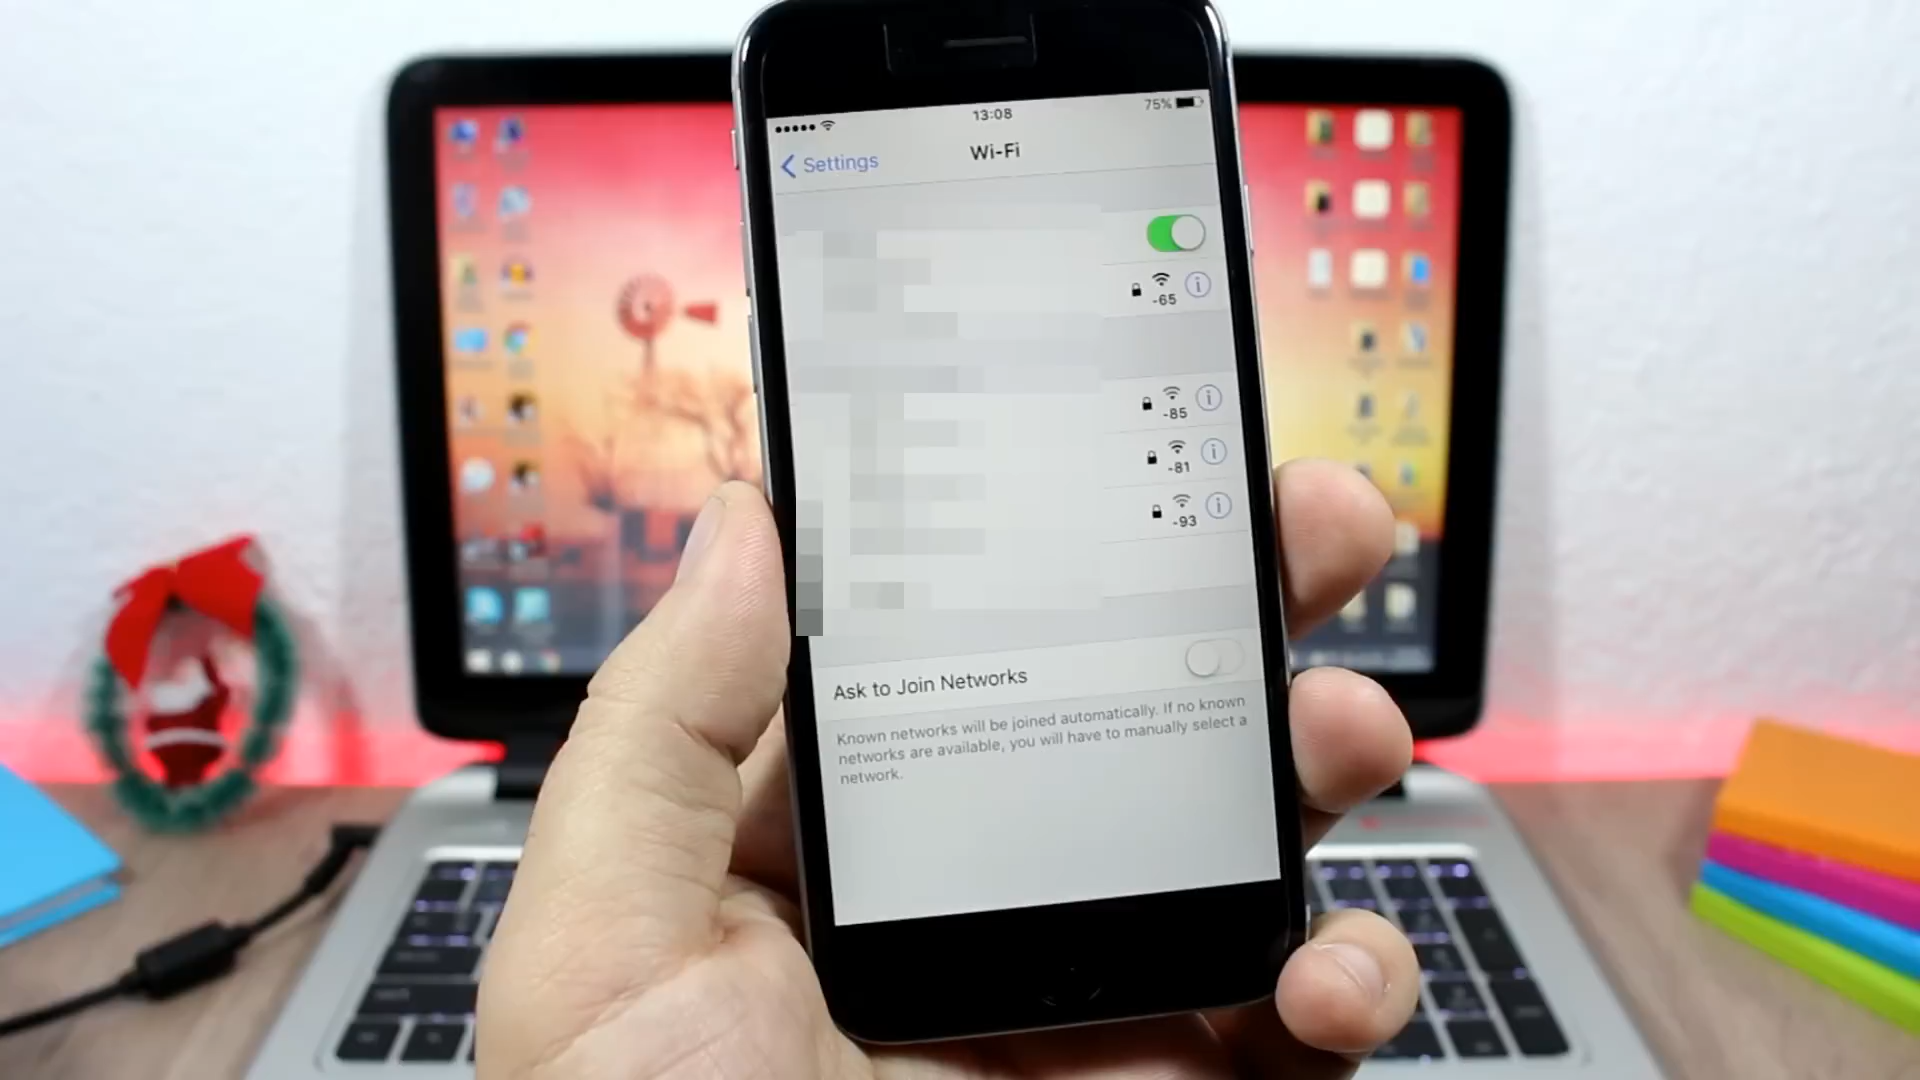 13:08
75%
Settings
Wi-Fi
-65
-85
-81
-93
Ask to Join Networks
Known networks will be joined automatically. If no known
networks are available, you will have to manually select a
network.